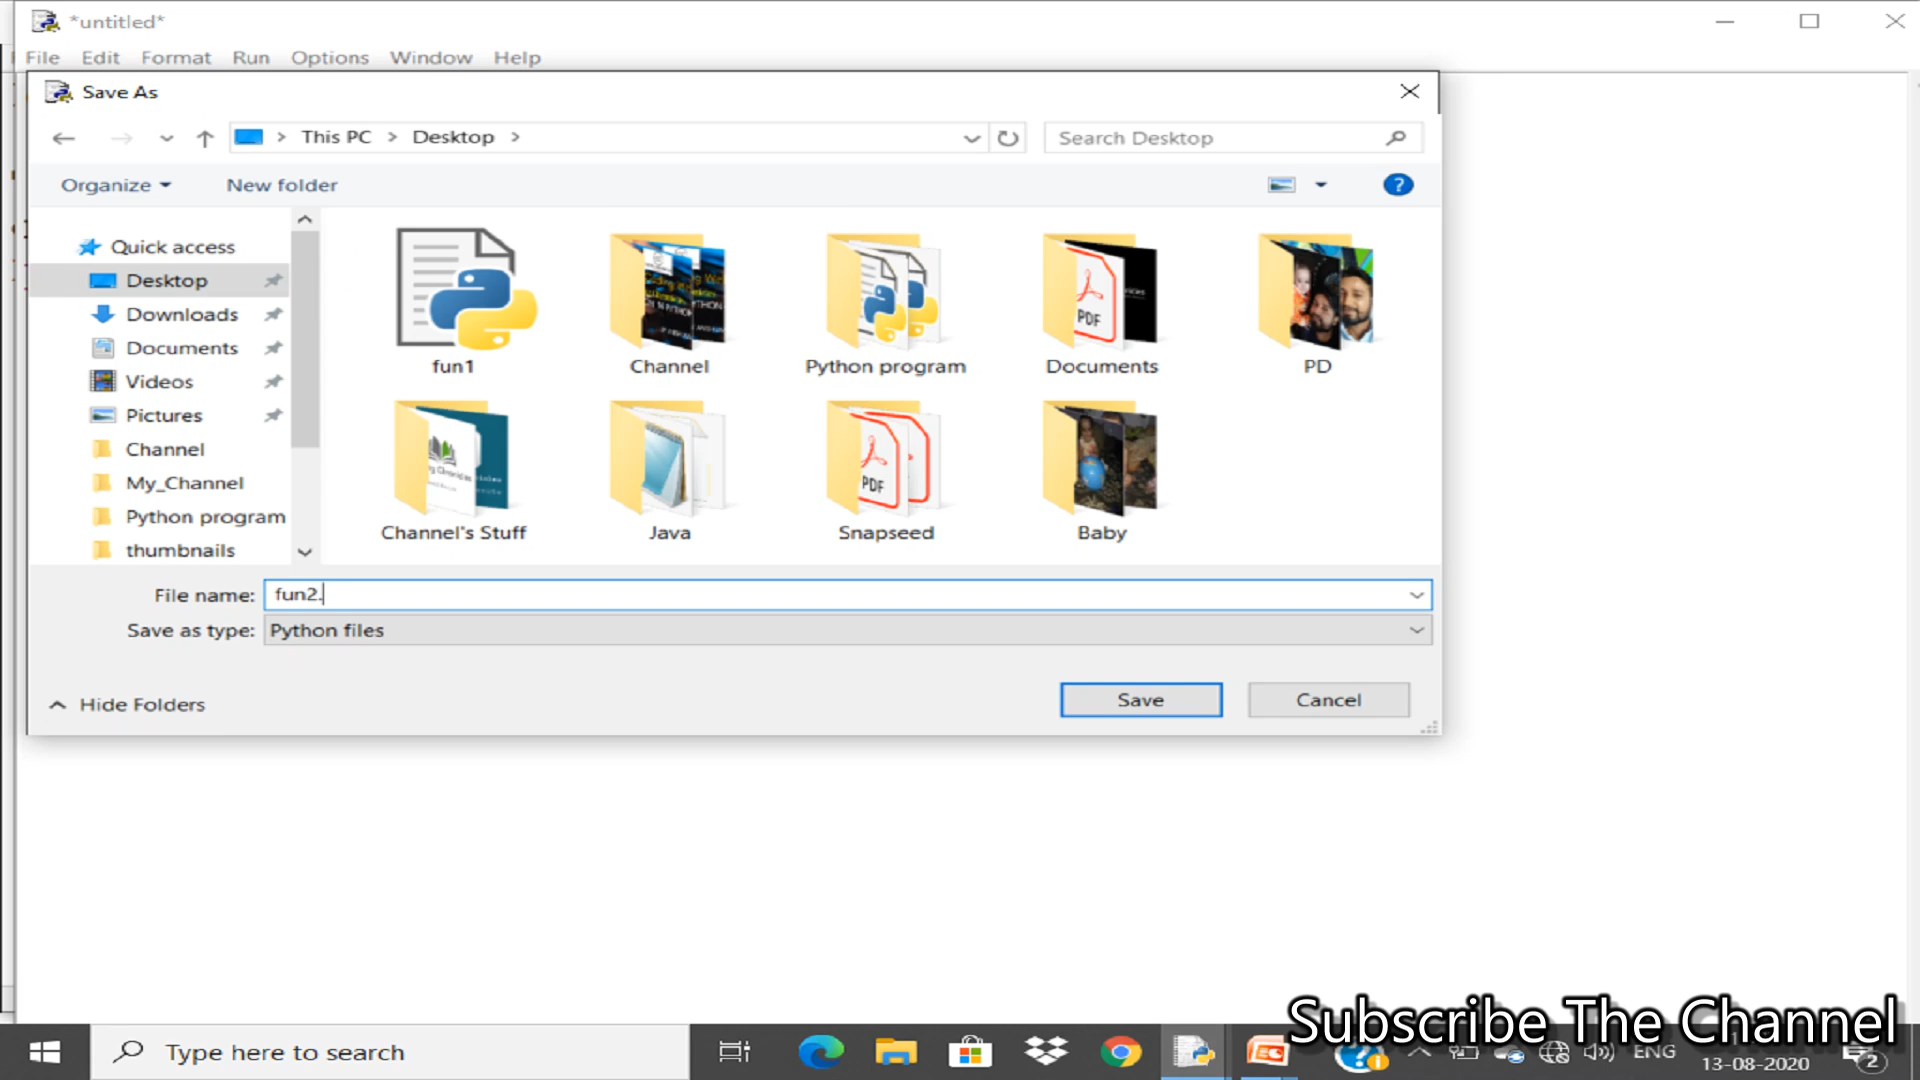 *untitled*
File Edit Format Run Options Window Help
Save As
This PC Desktop
Search Desktop
Organize New folder
?
Quick access
Desktop
Downloads
Documents
Videos
Pictures
Channel
My_Channel
Python program
thumbnails
fun1
Channel
Python program
Documents
PD
PDF
Channel's Stuff
Java
Snapseed
Baby
PDF
File name: fun2.
Save as type: Python files
Hide Folders
Save
Cancel
Subscribe The Channel
Type here to search
ENG
13-08-2020
2